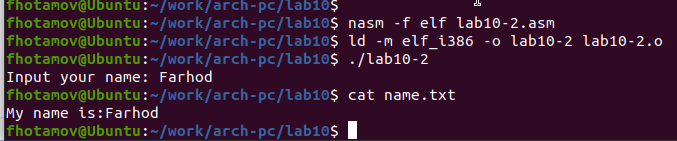 fhotamov@Ubuntu:~/work/arch-pc/lab10$
fhotamov@Ubuntu:~/work/arch-pc/lab10$ nasm -f elf lab10-2.asm
fhotamov@Ubuntu:~/work/arch-pc/lab10$ ld -m elf_i386 -o lab10-2 lab10-2.o
fhotamov@Ubuntu:~/work/arch-pc/lab10$ ./lab10-2
Input your name: Farhod
fhotamov@Ubuntu:~/work/arch-pc/lab10$ cat name.txt
My name is:Farhod
fhotamov@Ubuntu:~/work/arch-pc/lab10$